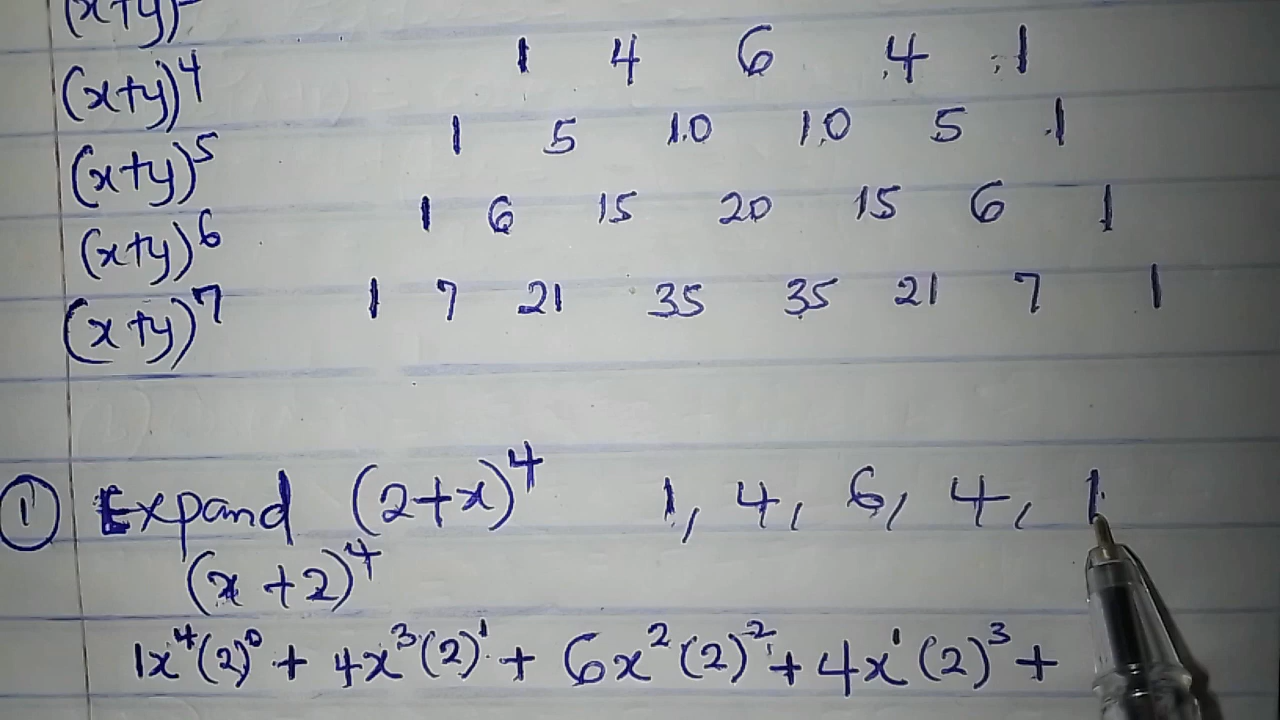 (x+y)
(x+y)⁴ 1 4 6 4 1
(x+y)⁵ 1 5 10 10 5 1
(x+y)⁶ 1 6 15 20 15 6 1
(x+y)⁷ 1 7 21 35 35 21 7 1
① Expand (2+x)⁴ 1, 4, 6, 4, 1
(x+2)⁴
1x⁴(2)⁰ + 4x³(2)¹ + 6x²(2)² + 4x¹(2)³ +